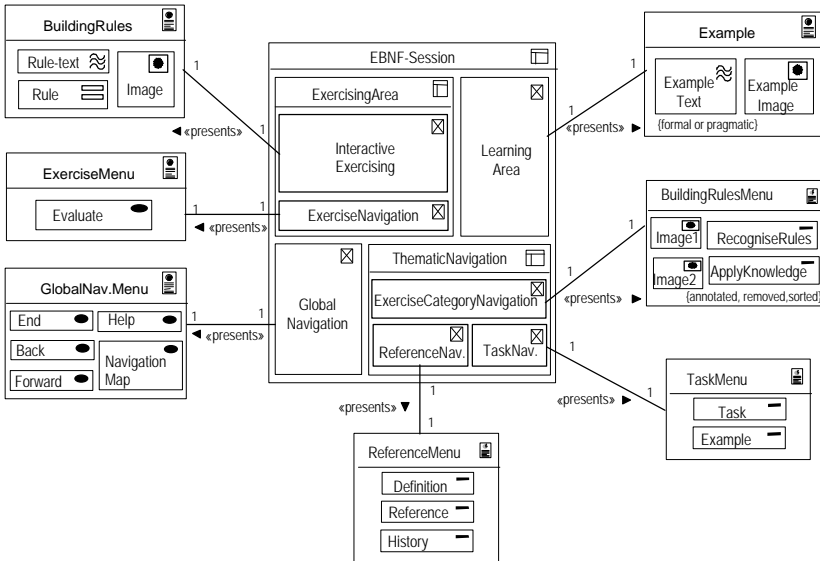 BuildingRules
Rule-text
Rule
Image
1
1
«presents»
ExerciseMenu
Evaluate
1
1
«presents»
GlobalNav.Menu
End
Help
Back
Forward
Navigation
Map
1
1
«presents»
EBNF-Session
ExercisingArea
Interactive
Exercising
ExerciseNavigation
Learning
Area
Global
Navigation
ThematicNavigation
ExerciseCategoryNavigation
ReferenceNav.
TaskNav.
Example
Example
Text
Example
Image
{formal or pragmatic}
1
1
«presents»
BuildingRulesMenu
Image1
RecogniseRules
Image2
ApplyKnowledge
{annotated, removed,sorted}
1
1
«presents»
TaskMenu
Task
Example
1
1
«presents»
1
«presents»
1
ReferenceMenu
Definition
Reference
History